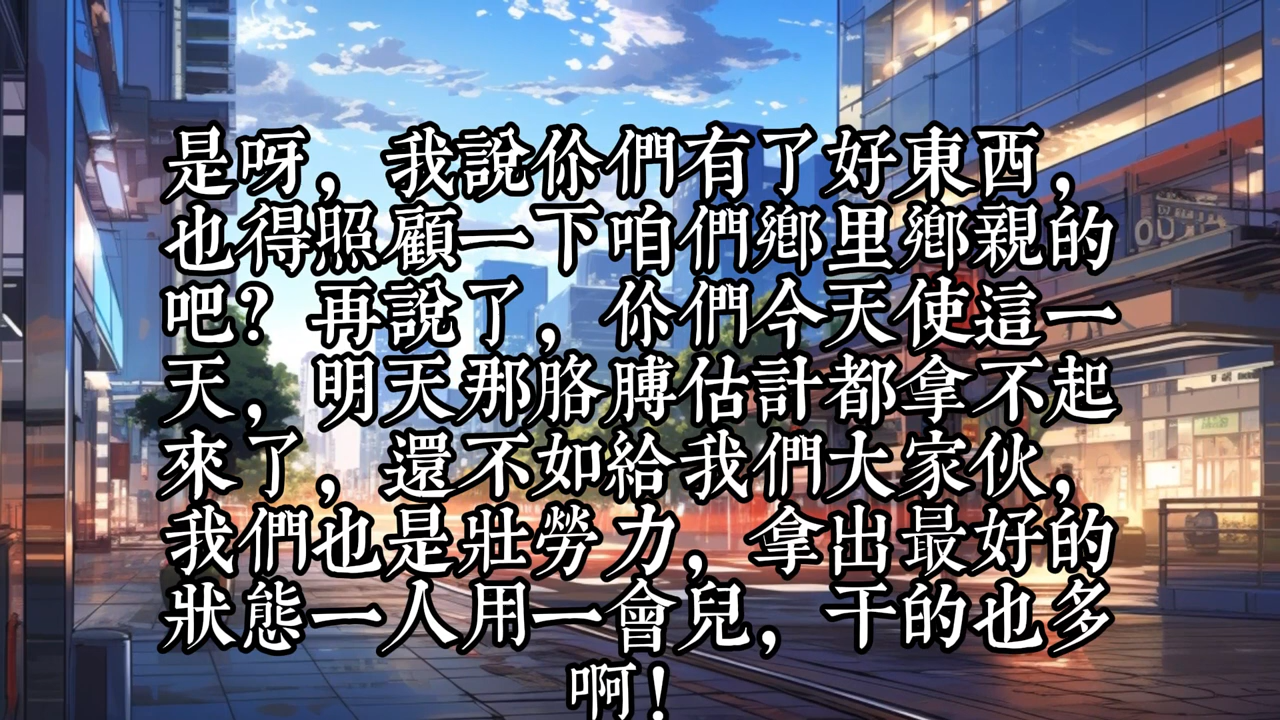 是呀，我說你們有了好東西，
也得照顧一下咱們鄉里鄉親的
吧？再說了，你們今天使這一
天，明天那胳膊估計都拿不起
來了，還不如給我們大家伙，
我們也是壯勞力，拿出最好的
狀態一人用一會兒，干的也多
啊！